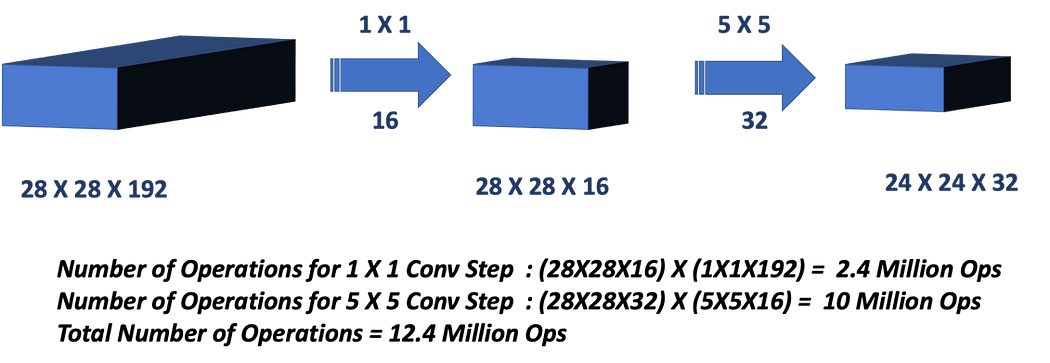 1 X 1
5 X 5
16
32
28 X 28 X 192
28 X 28 X 16
24 X 24 X 32
Number of Operations for 1 X 1 Conv Step : (28X28X16) X (1X1X192) = 2.4 Million Ops
Number of Operations for 5 X 5 Conv Step : (28X28X32) X (5X5X16) = 10 Million Ops
Total Number of Operations = 12.4 Million Ops